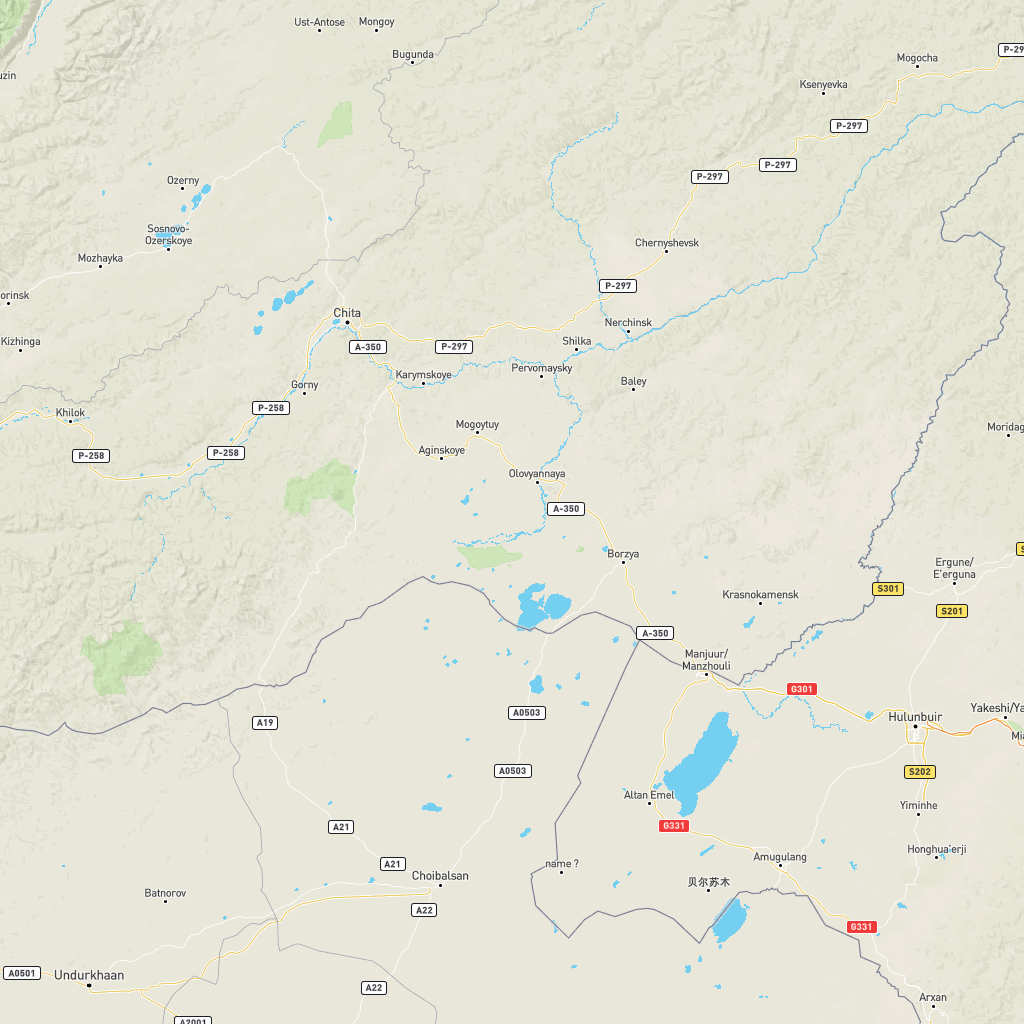 Ust-Antose
Mongoy
Bugunda
Mogocha
P-29
uzin
Ksenyevka
P-297
P-297
P-297
Ozerny
Sosnovo-
Ozerskoye
Mozhayka
Chernyshevsk
orinsk
P-297
Chita
Nerchinsk
Kizhinga
A-350
P-297
Shilka
Karymskoye
Pervomaysky
Gorny
Baley
Khilok
P-258
Mogoytuy
Moridag
P-258
P-258
Aginskoye
Olovyannaya
A-350
Borzya
S
Ergune/
E'erguna
S301
Krasnokamensk
S201
A-350
Manjuur/
Manzhouli
G301
A19
A0503
Hulunbuir
Yakeshi/Ya
Mia
A0503
S202
Altan Emel
Yiminhe
A21
G331
Honghua'erji
A21
name ?
Amugulang
Choibalsan
贝尔苏木
Batnorov
A22
G331
A0501
Undurkhaan
A22
Arxan
A2001